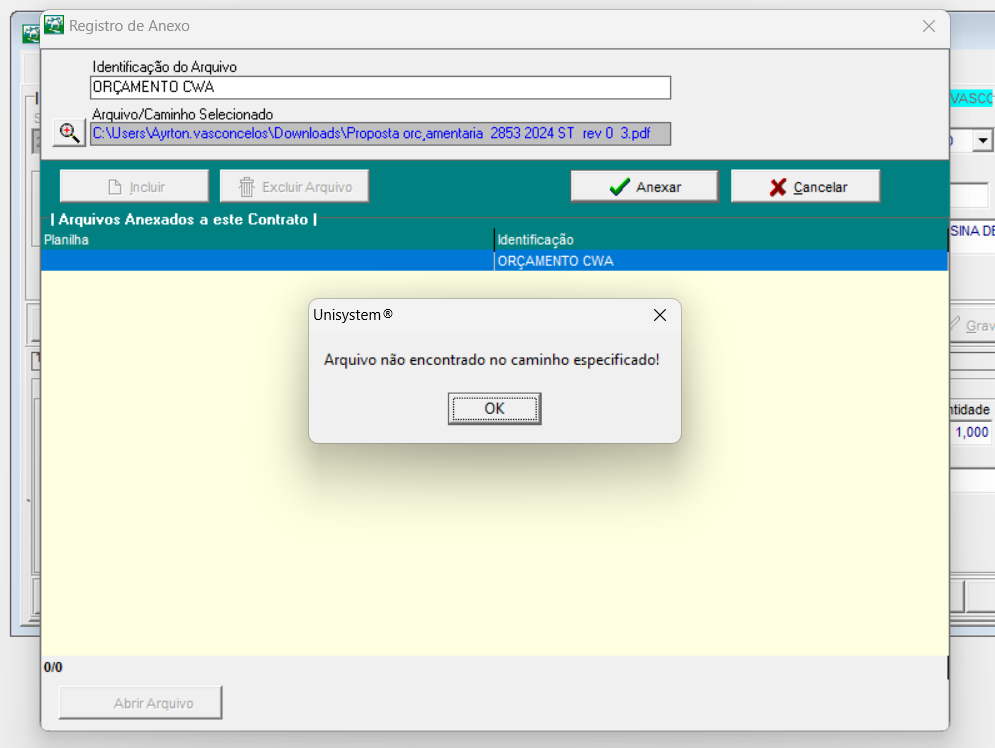 Registro de Anexo
Identificação do Arquivo
ORÇAMENTO CWA
Arquivo/Caminho Selecionado
C:\Users\Ayrton.vasconcelos\Downloads\Proposta orc¸amentaria 2853 2024 ST rev 0 3.pdf
Incluir
Excluir Arquivo
Anexar
Cancelar
| Arquivos Anexados a este Contrato |
Planilha
Identificação
ORÇAMENTO CWA
Unisystem®
Arquivo não encontrado no caminho especificado!
OK
0/0
Abrir Arquivo
VASCO
SINA DE
Grav
ntidade
1,000